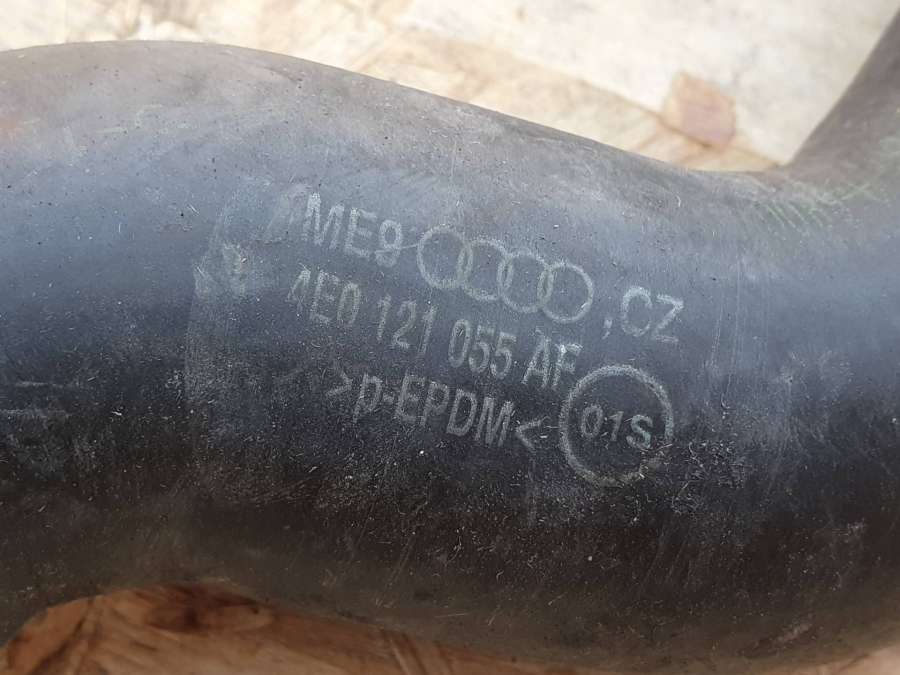 ME9 ,CZ
4E0 121 055 AF
>p-EPDM<
01S